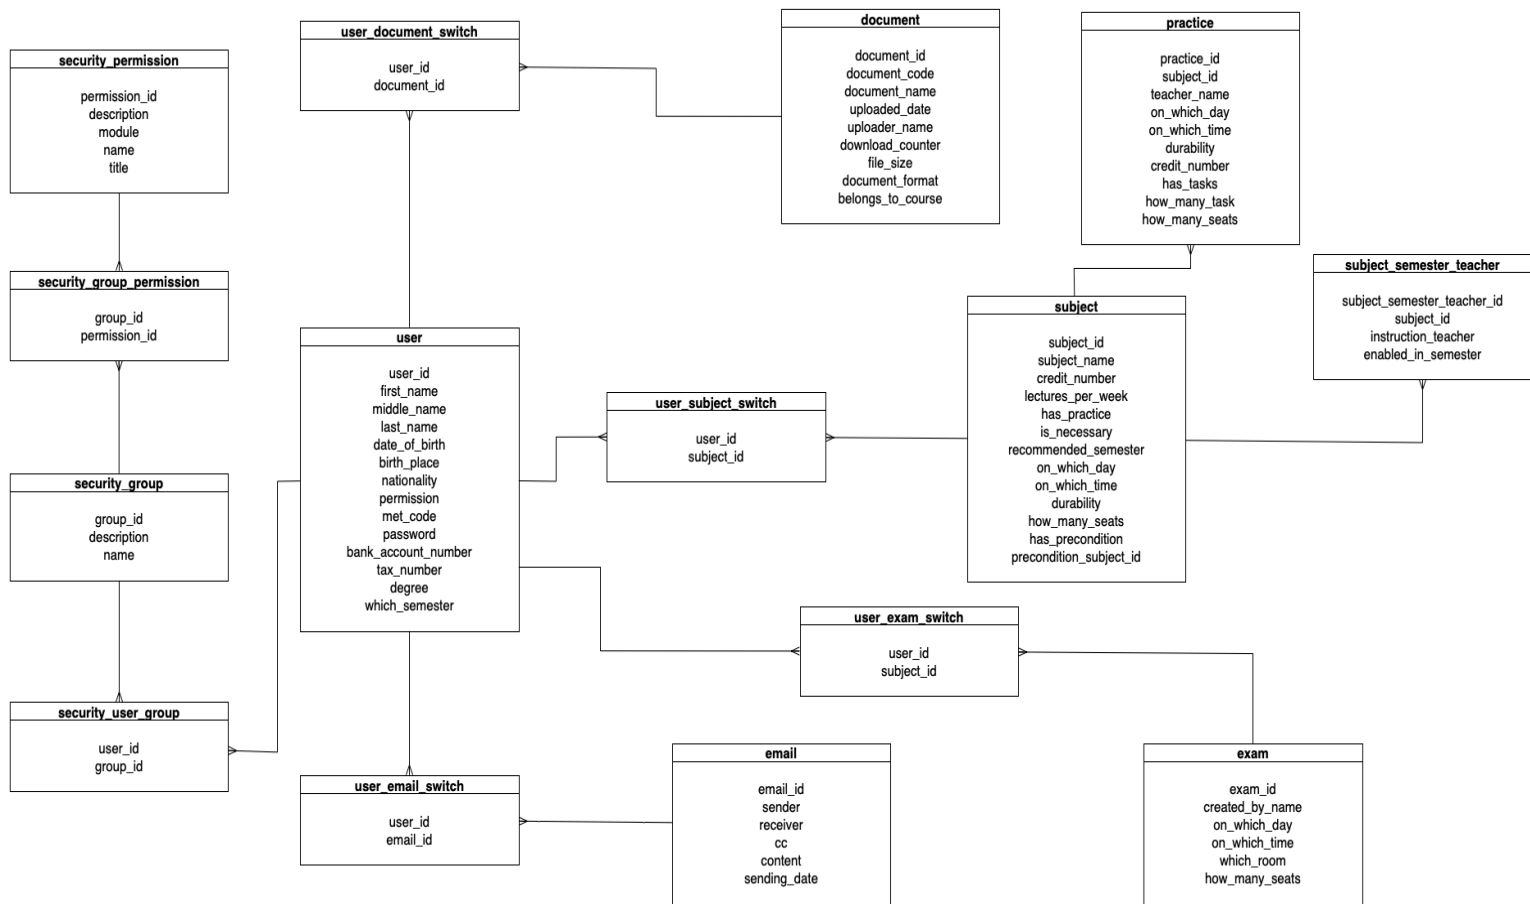 security_permission
permission_id
description
module
name
title
user_document_switch
user_id
document_id
document
document_id
document_code
document_name
uploaded_date
uploader_name
download_counter
file_size
document_format
belongs_to_course
practice
practice_id
subject_id
teacher_name
on_which_day
on_which_time
durability
credit_number
has_tasks
how_many_task
how_many_seats
security_group_permission
group_id
permission_id
user
user_id
first_name
middle_name
last_name
date_of_birth
birth_place
nationality
permission
met_code
password
bank_account_number
tax_number
degree
which_semester
user_subject_switch
user_id
subject_id
subject
subject_id
subject_name
credit_number
lectures_per_week
has_practice
is_necessary
recommended_semester
on_which_day
on_which_time
durability
how_many_seats
has_precondition
precondition_subject_id
subject_semester_teacher
subject_semester_teacher_id
subject_id
instruction_teacher
enabled_in_semester
security_group
group_id
description
name
user_exam_switch
user_id
subject_id
security_user_group
user_id
group_id
user_email_switch
user_id
email_id
email
email_id
sender
receiver
cc
content
sending_date
exam
exam_id
created_by_name
on_which_day
on_which_time
which_room
how_many_seats